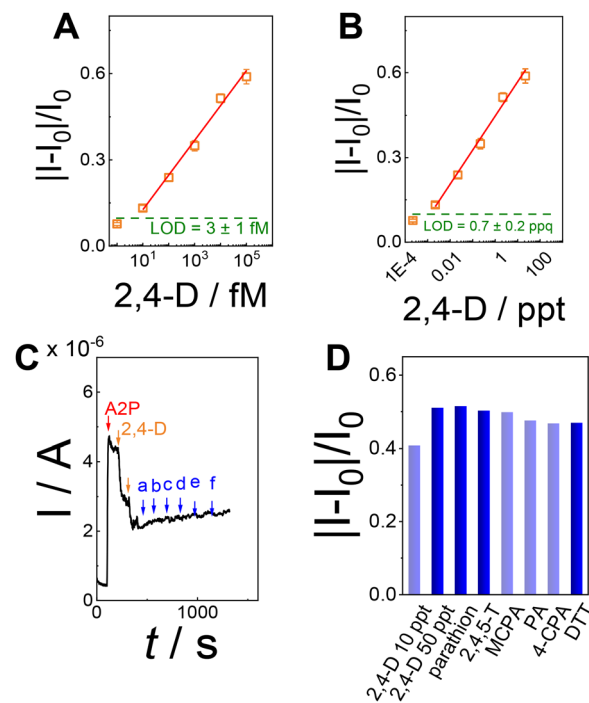 A
|I-I₀|/I₀
0.6
0.3
0.0
LOD = 3 ± 1 fM
10¹
10³
10⁵
2,4-D / fM
B
|I-I₀|/I₀
0.6
0.3
0.0
LOD = 0.7 ± 0.2 ppq
1E-4
0.01
1
100
2,4-D / ppt
C
x 10⁻⁶
I / A
6
4
2
0
A2P
2,4-D
a b c d e f
0
1000
t / s
D
|I-I₀|/I₀
0.6
0.4
0.2
0.0
2,4-D 10 ppt
2,4-D 50 ppt
parathion
2,4,5-T
MCPA
PA
4-CPA
DTT